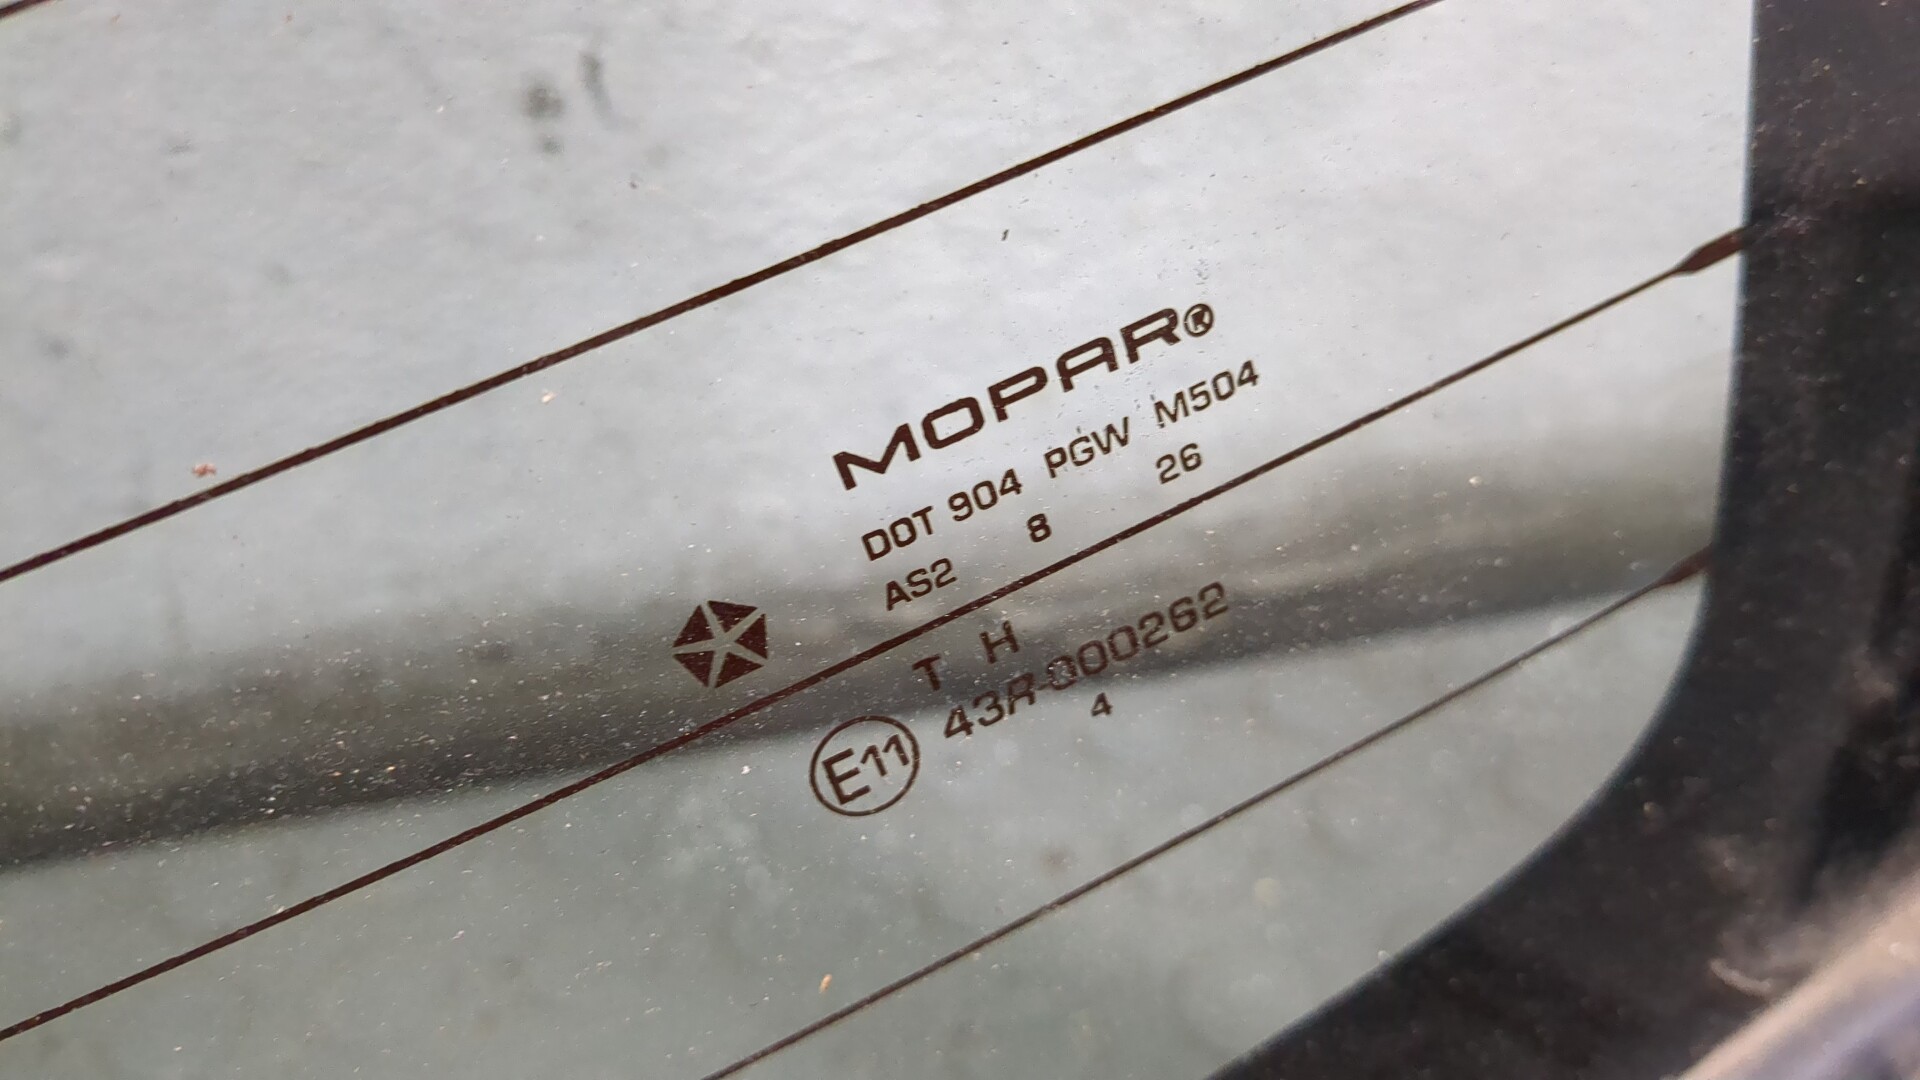 MOPAR®
DOT 904 PGW M504
AS2 8 26
T H
43R-000262
E11
4